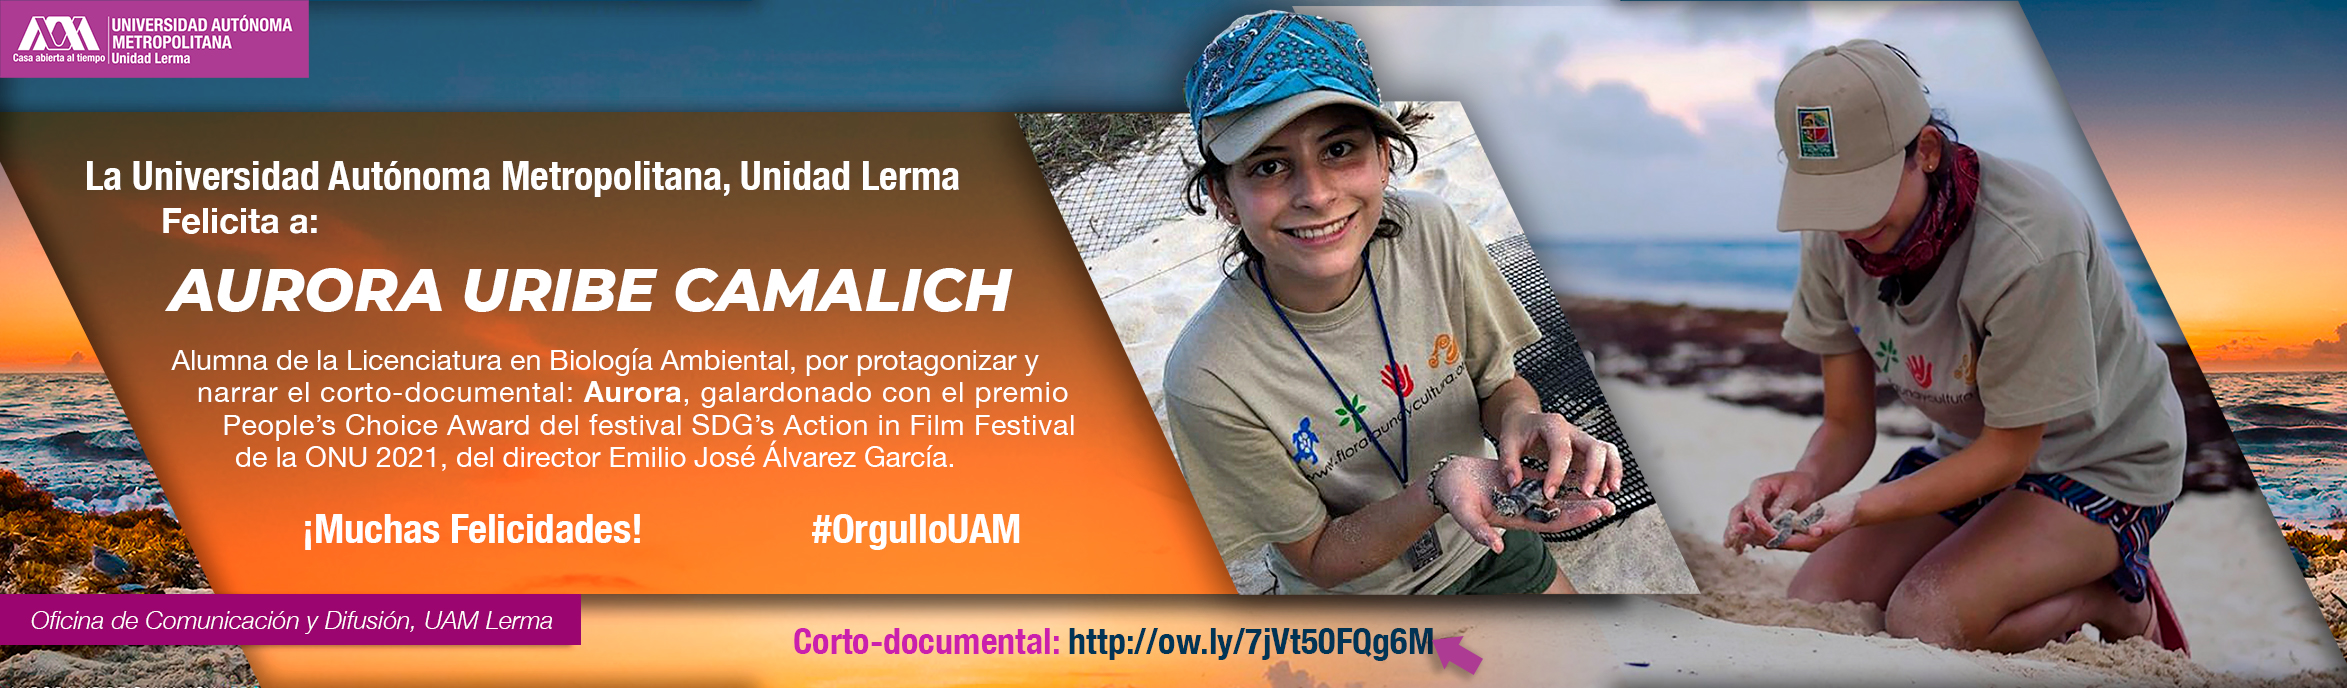 UNIVERSIDAD AUTÓNOMA
METROPOLITANA
Casa abierta al tiempo
Unidad Lerma
La Universidad Autónoma Metropolitana, Unidad Lerma
Felicita a:
AURORA URIBE CAMALICH
Alumna de la Licenciatura en Biología Ambiental, por protagonizar y
narrar el corto-documental: Aurora, galardonado con el premio
People's Choice Award del festival SDG's Action in Film Festival
de la ONU 2021, del director Emilio José Álvarez García.
¡Muchas Felicidades!
#OrgulloUAM
www.florafaunaycultura.o
unaycultura
Oficina de Comunicación y Difusión, UAM Lerma
Corto-documental: http://ow.ly/7jVt50FQg6M